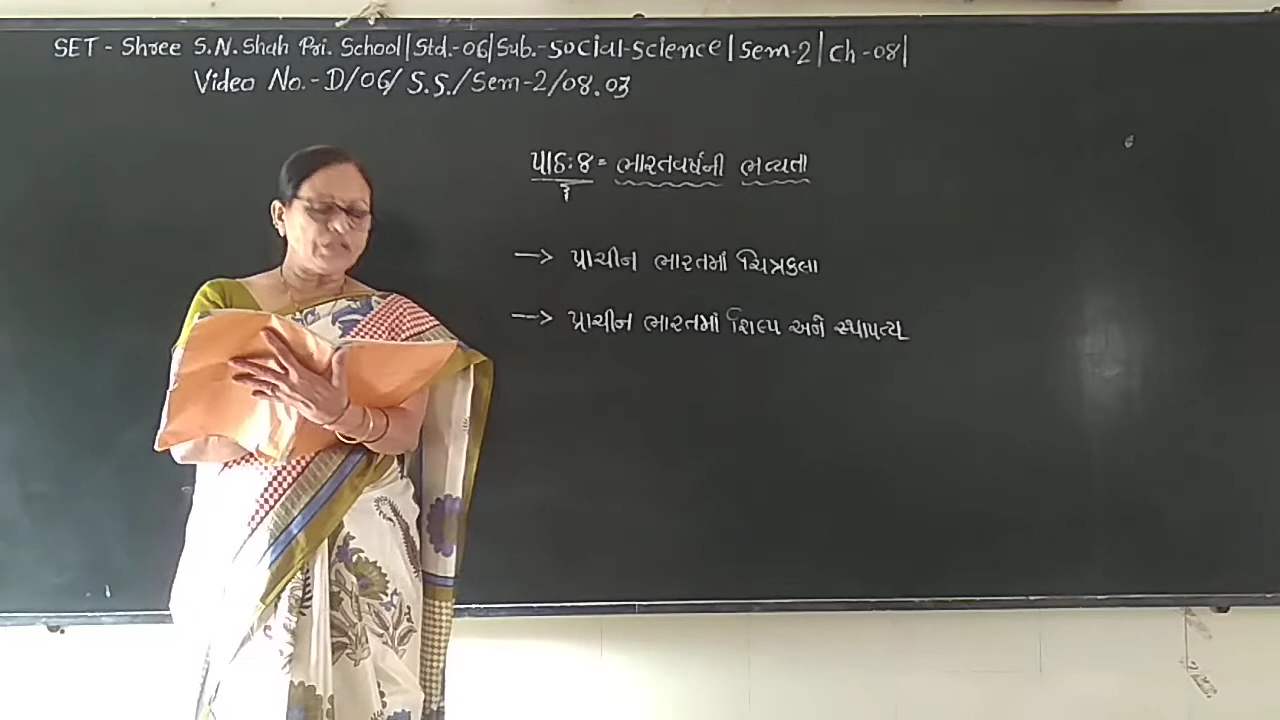 SET - Shree S.N. Shah Pri. School | Std.-06 | Sub.-Social-Science | Sem-2 | Ch-08 |
Video No.- D/06/ S.S./Sem-2/08.03
પાઠ:૪ = ભારતવર્ષની ભવ્યતા
→ પ્રાચીન ભારતમાં ચિત્રકલા
→ પ્રાચીન ભારતમાં શિલ્પ અને સ્થાપત્ય